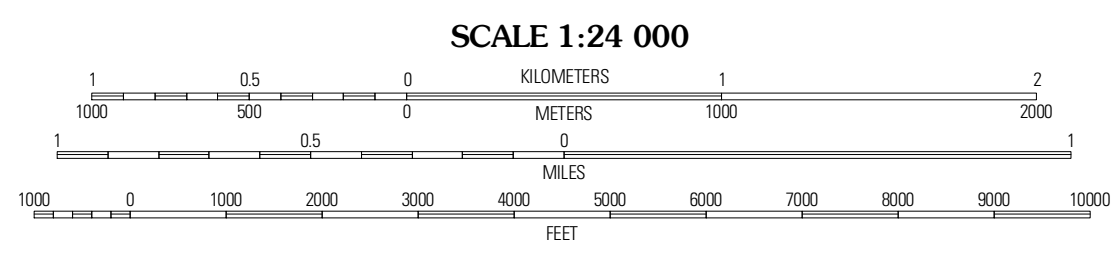 SCALE 1:24 000
1 0.5 0 KILOMETERS 1 2
1000 500 0 METERS 1000 2000
1 0.5 0 1
MILES
1000 0 1000 2000 3000 4000 5000 6000 7000 8000 9000 10000
FEET